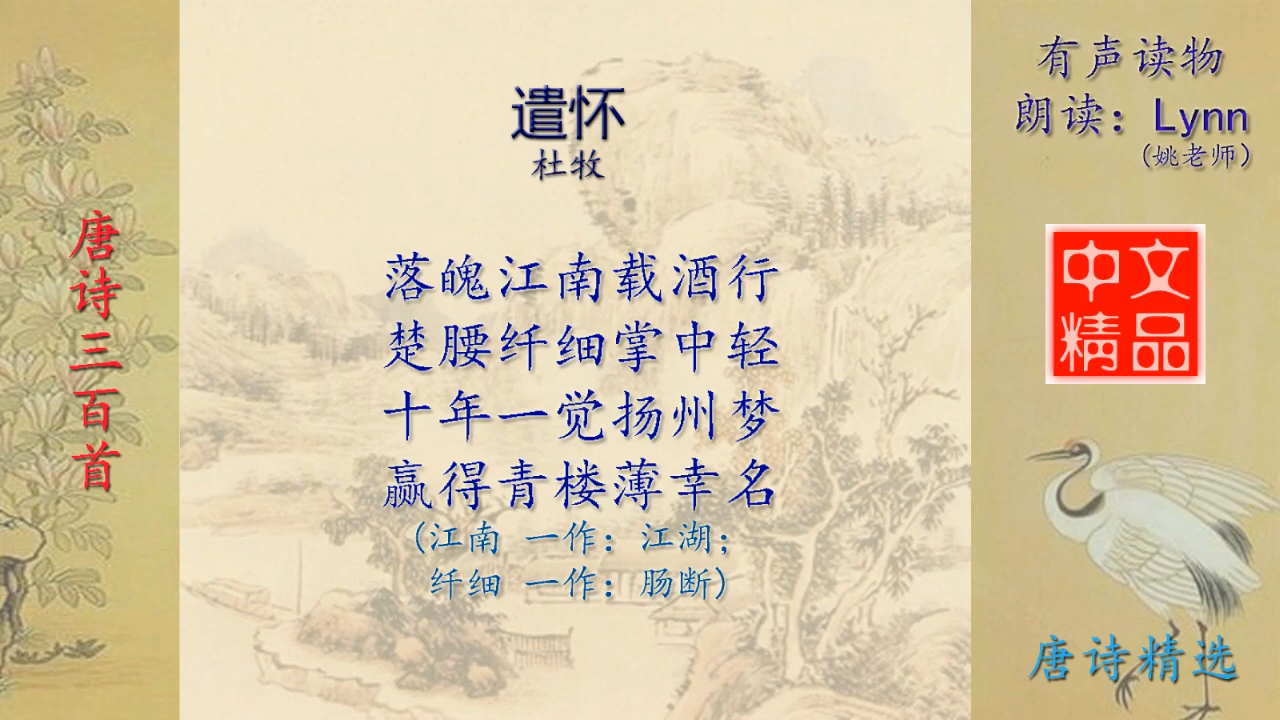 遣怀
杜牧
落魄江南载酒行
楚腰纤细掌中轻
十年一觉扬州梦
赢得青楼薄幸名
(江南 一作：江湖；
纤细 一作：肠断)
唐诗三百首
有声读物
朗读：Lynn
(姚老师)
中文
精品
唐诗精选